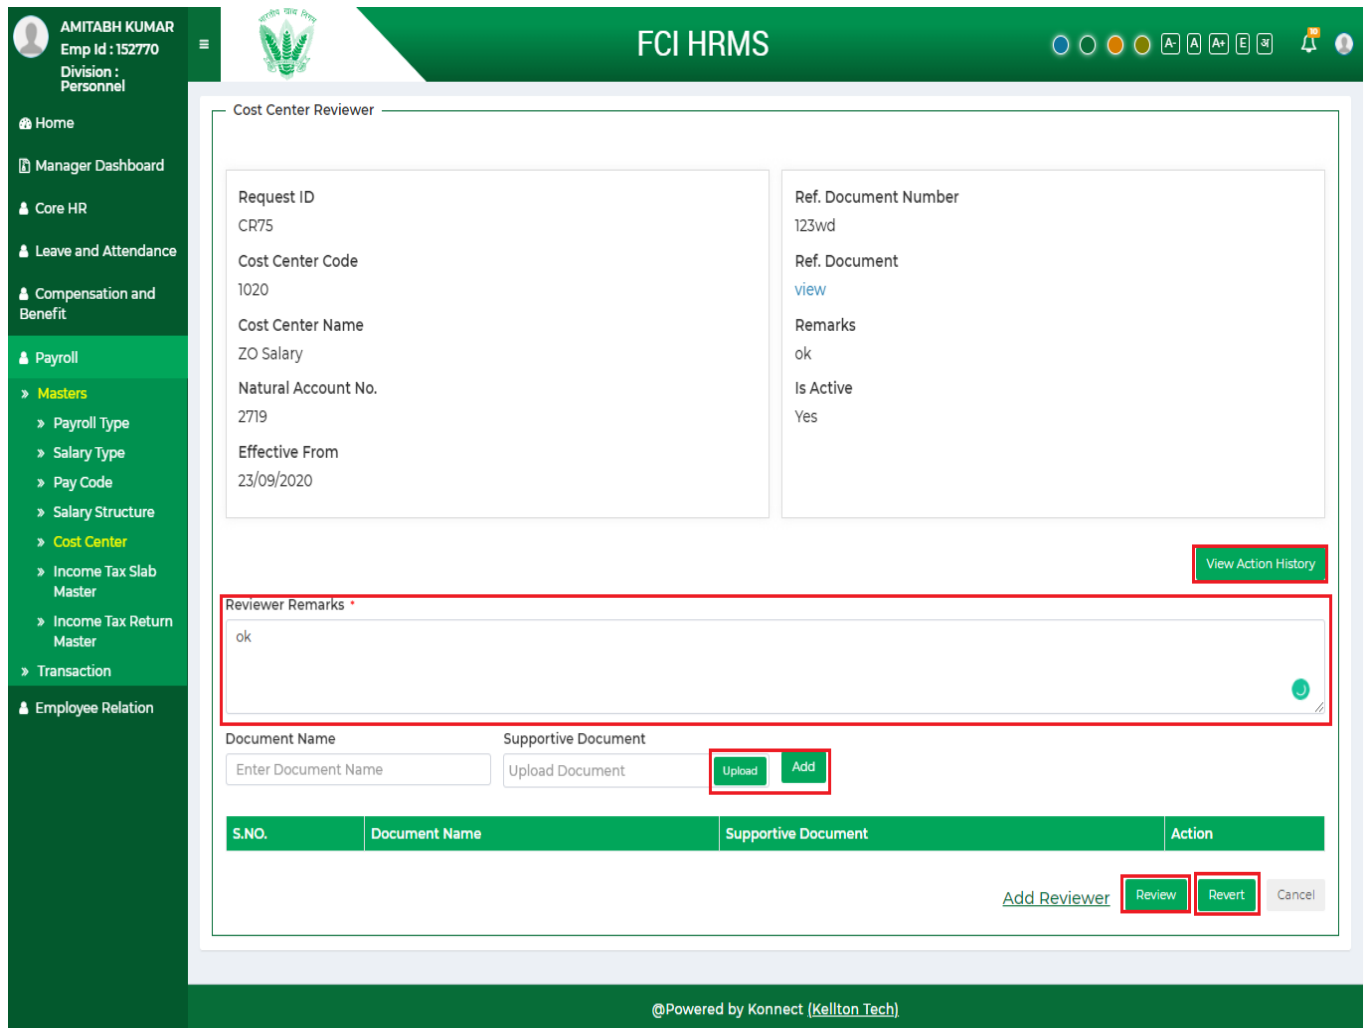 AMITABH KUMAR
Emp Id : 152770
Division :
Personnel
भारतीय खाद्य निगम
FCI HRMS
A-
A
A+
E
अ
10
Home
Manager Dashboard
Core HR
Leave and Attendance
Compensation and
Benefit
Payroll
Masters
Payroll Type
Salary Type
Pay Code
Salary Structure
Cost Center
Income Tax Slab
Master
Income Tax Return
Master
Transaction
Employee Relation
Cost Center Reviewer
Request ID
CR75
Cost Center Code
1020
Cost Center Name
ZO Salary
Natural Account No.
2719
Effective From
23/09/2020
Ref. Document Number
123wd
Ref. Document
view
Remarks
ok
Is Active
Yes
View Action History
Reviewer Remarks *
ok
Document Name
Supportive Document
Enter Document Name
Upload Document
Upload
Add
S.NO. Document Name Supportive Document Action
Add Reviewer Review Revert Cancel
@Powered by Konnect (Kellton Tech)